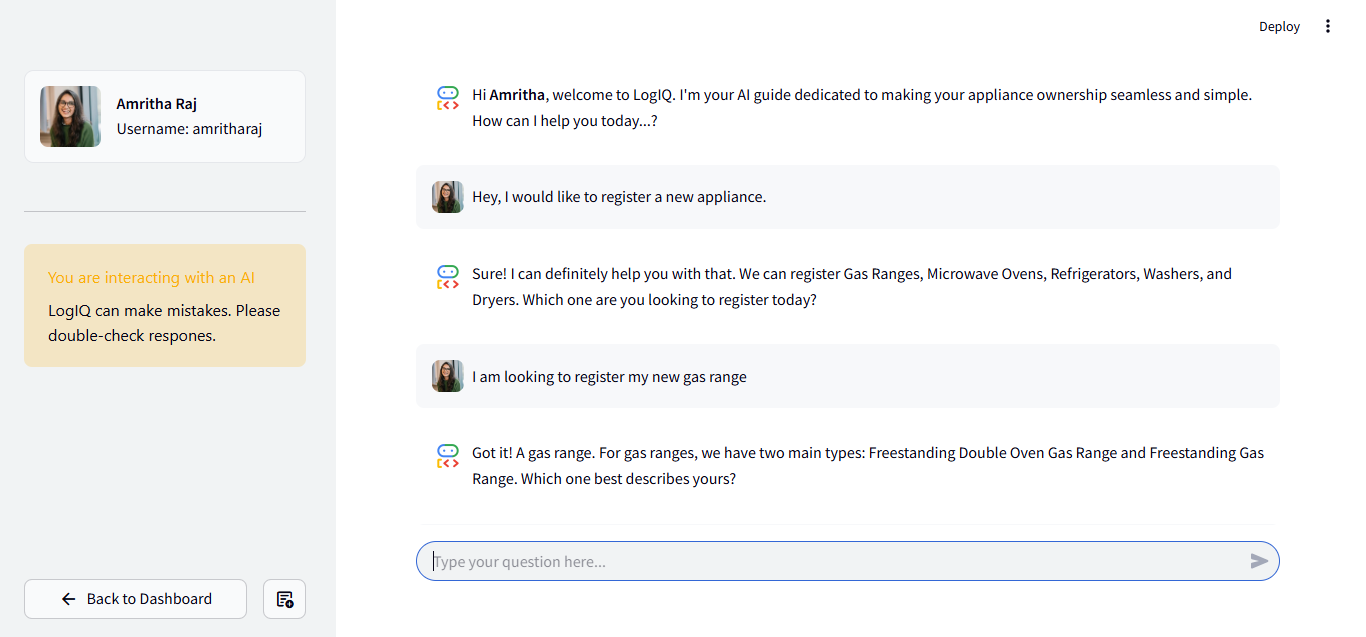 Deploy
Amritha Raj
Username: amritharaj
You are interacting with an AI
LogIQ can make mistakes. Please
double-check respones.
Back to Dashboard
Hi Amritha, welcome to LogIQ. I'm your AI guide dedicated to making your appliance ownership seamless and simple.
How can I help you today...?
Hey, I would like to register a new appliance.
Sure! I can definitely help you with that. We can register Gas Ranges, Microwave Ovens, Refrigerators, Washers, and
Dryers. Which one are you looking to register today?
I am looking to register my new gas range
Got it! A gas range. For gas ranges, we have two main types: Freestanding Double Oven Gas Range and Freestanding Gas
Range. Which one best describes yours?
Type your question here...